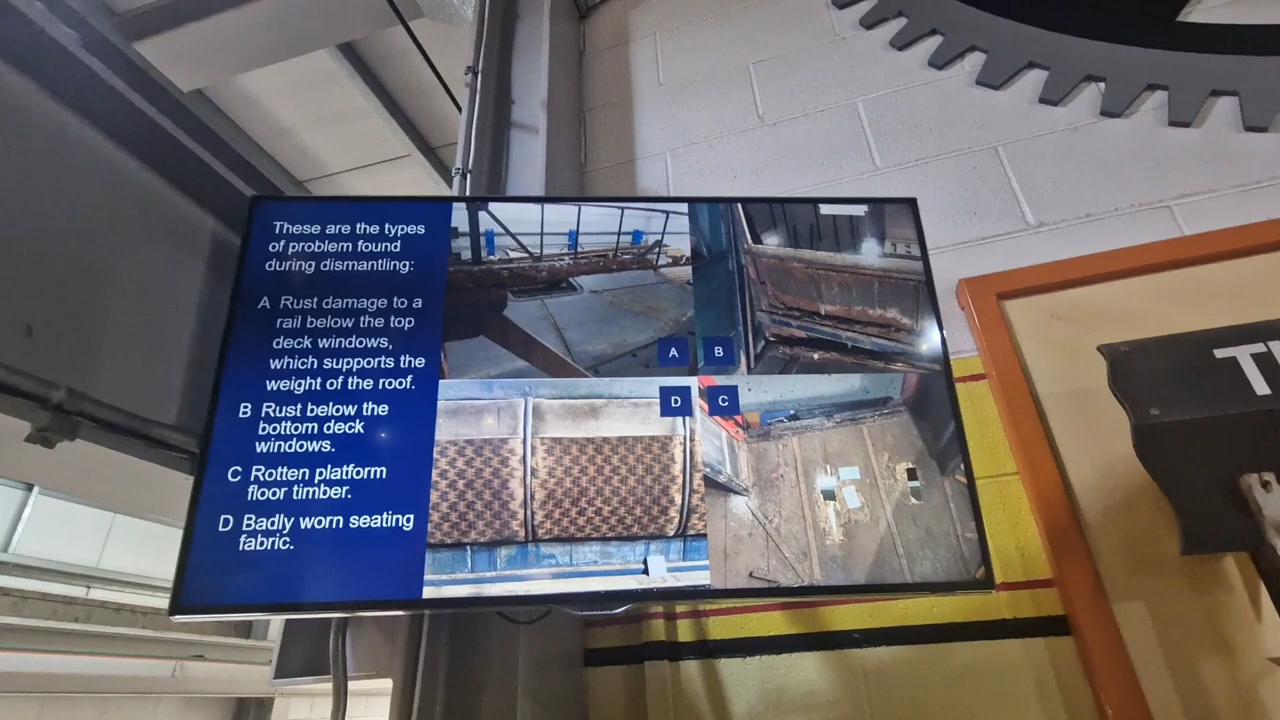 These are the types
of problem found
during dismantling:
A Rust damage to a
rail below the top
deck windows,
which supports the
weight of the roof.
B Rust below the
bottom deck
windows.
C Rotten platform
floor timber.
D Badly worn seating
fabric.
A B
D C